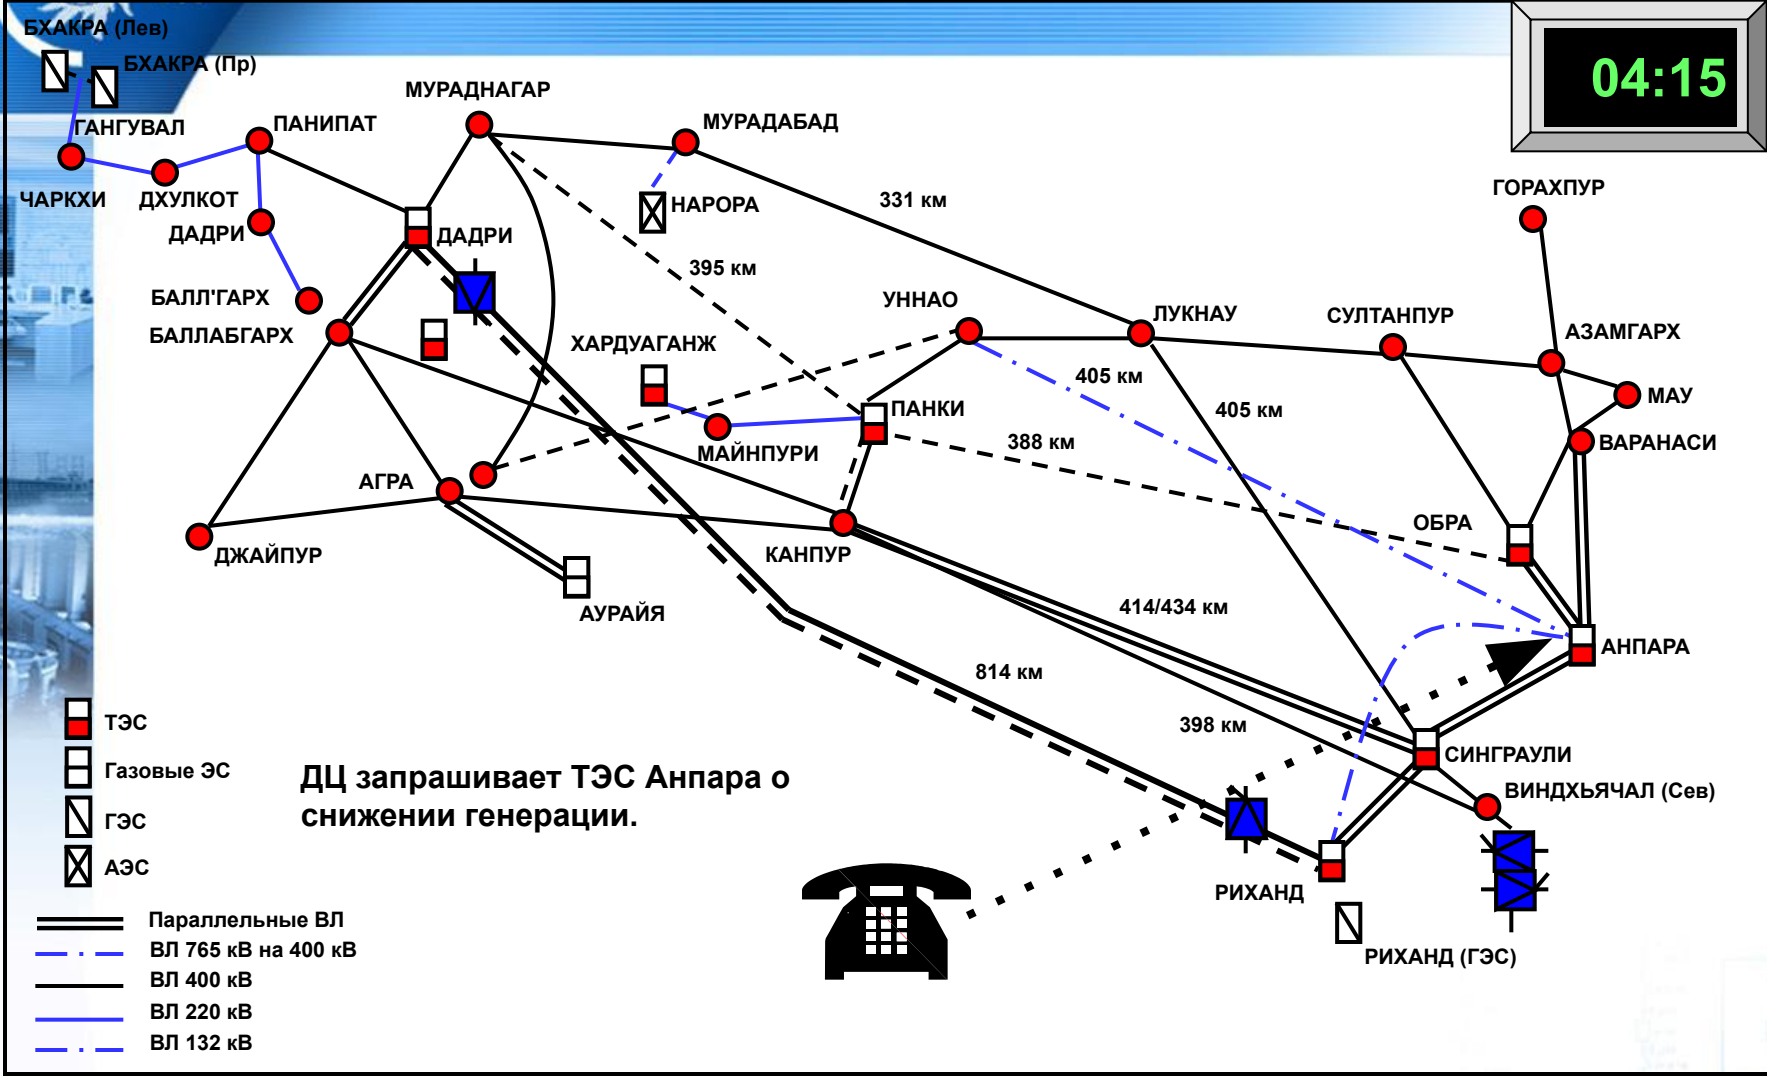 БХАКРА (Лев)
БХАКРА (Пр)
04:15
МУРАДНАГАР
ГАНГУВАЛ
ПАНИПАТ
МУРАДАБАД
ЧАРКХИ
ДХУЛКОТ
НАРОРА
331 км
ГОРАХПУР
ДАДРИ
ДАДРИ
395 км
БАЛЛ'ГАРХ
УННАО
ЛУКНАУ
СУЛТАНПУР
АЗАМГАРХ
БАЛЛАБГАРХ
ХАРДУАГАНЖ
405 км
405 км
МАУ
ПАНКИ
388 км
ВАРАНАСИ
МАЙНПУРИ
АГРА
ОБРА
ДЖАЙПУР
КАНПУР
АУРАЙЯ
414/434 км
АНПАРА
814 км
398 км
СИНГРАУЛИ
ВИНДХЬЯЧАЛ (Сев)
РИХАНД
РИХАНД (ГЭС)
ДЦ запрашивает ТЭС Анпара о
снижении генерации.
ТЭС
Газовые ЭС
ГЭС
АЭС
Параллельные ВЛ
ВЛ 765 кВ на 400 кВ
ВЛ 400 кВ
ВЛ 220 кВ
ВЛ 132 кВ